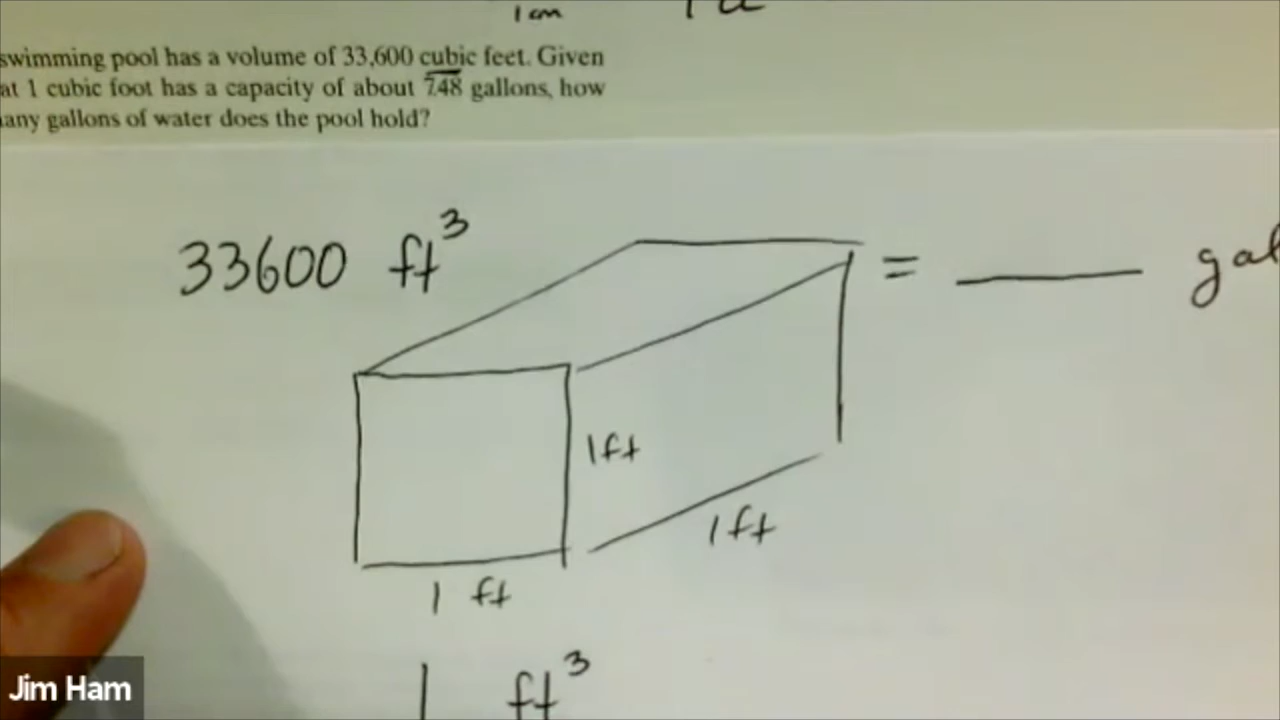 1 cm
swimming pool has a volume of 33,600 cubic feet. Given
at 1 cubic foot has a capacity of about 7.48 gallons, how
any gallons of water does the pool hold?
33600 ft³ = ____ gal
1ft
1ft
1 ft
1 ft³
Jim Ham